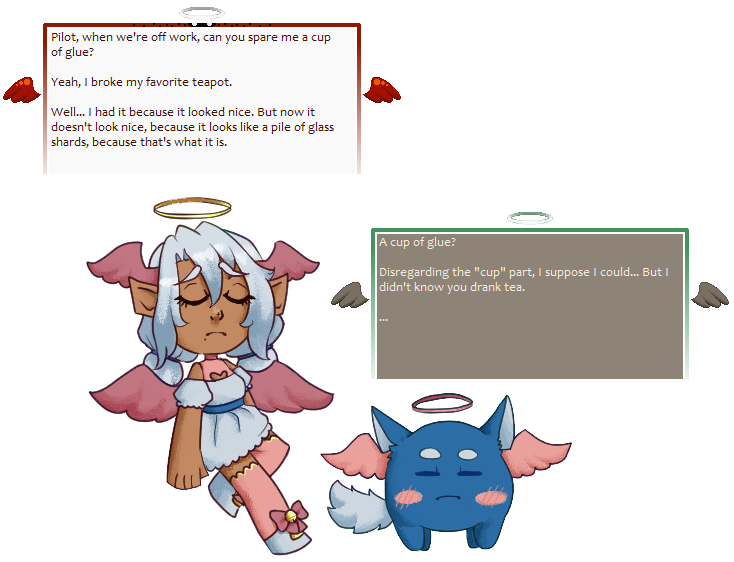 Pilot, when we're off work, can you spare me a cup
of glue?
Yeah, I broke my favorite teapot.
Well... I had it because it looked nice. But now it
doesn't look nice, because it looks like a pile of glass
shards, because that's what it is.
A cup of glue?
Disregarding the "cup" part, I suppose I could... But I
didn't know you drank tea.
...